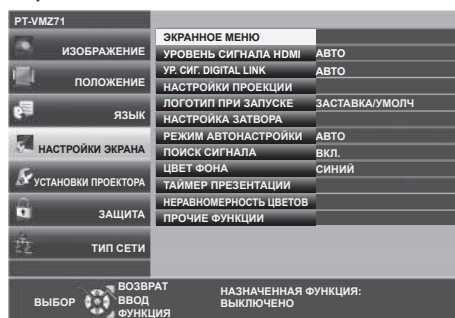 PT-VMZ71
ИЗОБРАЖЕНИЕ
ПОЛОЖЕНИЕ
ЯЗЫК
НАСТРОЙКИ ЭКРАНА
УСТАНОВКИ ПРОЕКТОРА
ЗАЩИТА
ТИП СЕТИ
ЭКРАННОЕ МЕНЮ
УРОВЕНЬ СИГНАЛА HDMI АВТО
УР. СИГ. DIGITAL LINK АВТО
НАСТРОЙКИ ПРОЕКЦИИ
ЛОГОТИП ПРИ ЗАПУСКЕ ЗАСТАВКА/УМОЛЧ
НАСТРОЙКА ЗАТВОРА
РЕЖИМ АВТОНАСТРОЙКИ АВТО
ПОИСК СИГНАЛА ВКЛ.
ЦВЕТ ФОНА СИНИЙ
ТАЙМЕР ПРЕЗЕНТАЦИИ
НЕРАВНОМЕРНОСТЬ ЦВЕТОВ
ПРОЧИЕ ФУНКЦИИ
ВЫБОР
ВОЗВРАТ
ВВОД
ФУНКЦИЯ
НАЗНАЧЕННАЯ ФУНКЦИЯ:
ВЫКЛЮЧЕНО